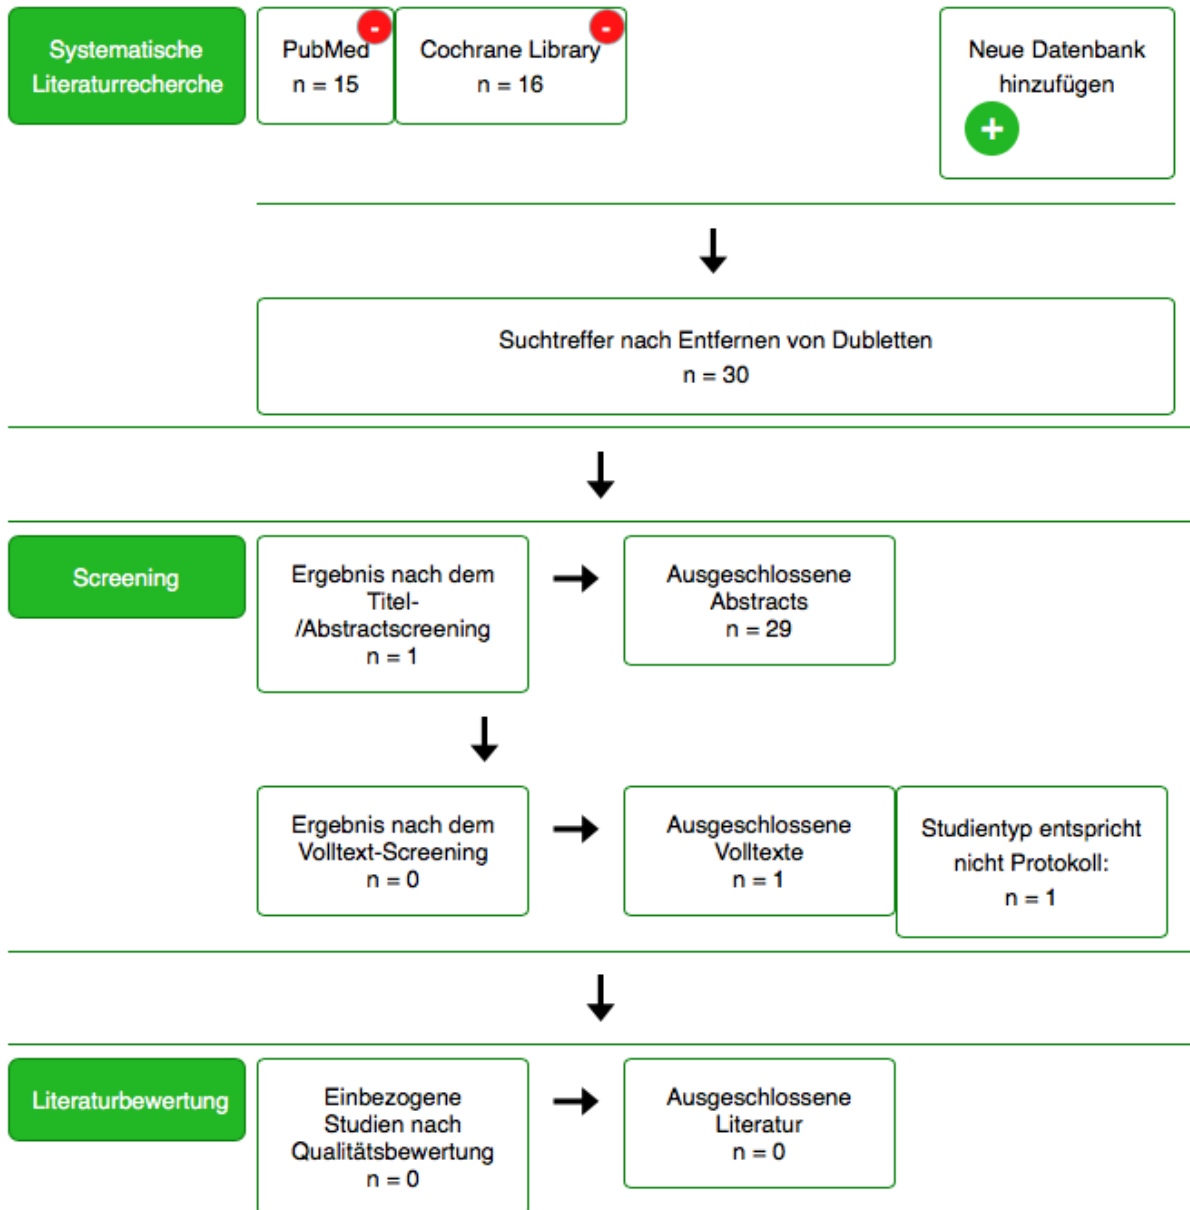 Systematische
Literaturrecherche
PubMed
n = 15
-
Cochrane Library
n = 16
-
Neue Datenbank
hinzufügen
+
Suchtreffer nach Entfernen von Dubletten
n = 30
Screening
Ergebnis nach dem
Titel-
/Abstractscreening
n = 1
Ausgeschlossene
Abstracts
n = 29
Ergebnis nach dem
Volltext-Screening
n = 0
Ausgeschlossene
Volltexte
n = 1
Studientyp entspricht
nicht Protokoll:
n = 1
Literaturbewertung
Einbezogene
Studien nach
Qualitätsbewertung
n = 0
Ausgeschlossene
Literatur
n = 0